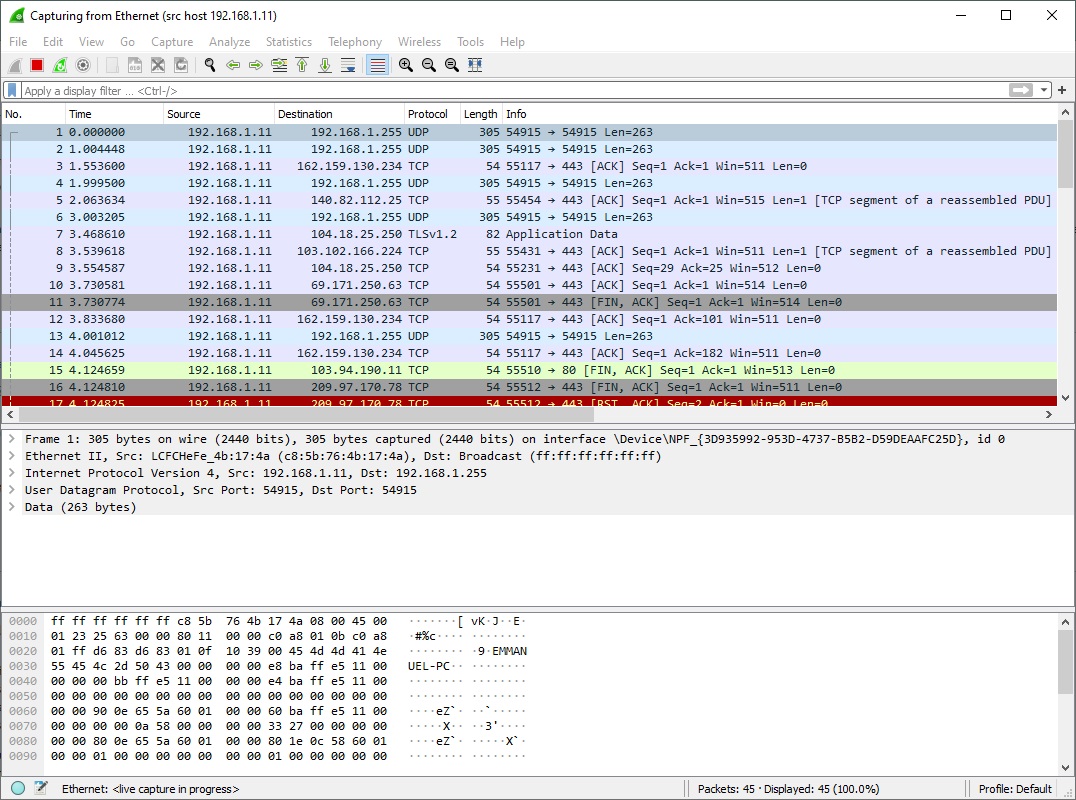 Capturing from Ethernet (src host 192.168.1.11)
File Edit View Go Capture Analyze Statistics Telephony Wireless Tools Help
Apply a display filter ... <Ctrl-/>
No. Time Source Destination Protocol Length Info
1 0.000000 192.168.1.11 192.168.1.255 UDP 305 54915 → 54915 Len=263
2 1.004448 192.168.1.11 192.168.1.255 UDP 305 54915 → 54915 Len=263
3 1.553600 192.168.1.11 162.159.130.234 TCP 54 55117 → 443 [ACK] Seq=1 Ack=1 Win=511 Len=0
4 1.999500 192.168.1.11 192.168.1.255 UDP 305 54915 → 54915 Len=263
5 2.063634 192.168.1.11 140.82.112.25 TCP 55 55454 → 443 [ACK] Seq=1 Ack=1 Win=515 Len=1 [TCP segment of a reassembled PDU]
6 3.003205 192.168.1.11 192.168.1.255 UDP 305 54915 → 54915 Len=263
7 3.468610 192.168.1.11 104.18.25.250 TLSv1.2 82 Application Data
8 3.539618 192.168.1.11 103.102.166.224 TCP 55 55431 → 443 [ACK] Seq=1 Ack=1 Win=511 Len=1 [TCP segment of a reassembled PDU]
9 3.554587 192.168.1.11 104.18.25.250 TCP 54 55231 → 443 [ACK] Seq=29 Ack=25 Win=512 Len=0
10 3.730581 192.168.1.11 69.171.250.63 TCP 54 55501 → 443 [ACK] Seq=1 Ack=1 Win=514 Len=0
11 3.730774 192.168.1.11 69.171.250.63 TCP 54 55501 → 443 [FIN, ACK] Seq=1 Ack=1 Win=514 Len=0
12 3.833680 192.168.1.11 162.159.130.234 TCP 54 55117 → 443 [ACK] Seq=1 Ack=101 Win=511 Len=0
13 4.001012 192.168.1.11 192.168.1.255 UDP 305 54915 → 54915 Len=263
14 4.045625 192.168.1.11 162.159.130.234 TCP 54 55117 → 443 [ACK] Seq=1 Ack=182 Win=511 Len=0
15 4.124659 192.168.1.11 103.94.190.11 TCP 54 55510 → 80 [FIN, ACK] Seq=1 Ack=1 Win=513 Len=0
16 4.124810 192.168.1.11 209.97.170.78 TCP 54 55512 → 443 [FIN, ACK] Seq=1 Ack=1 Win=511 Len=0
17 4.124825 192.168.1.11 209.97.170.78 TCP 54 55512 → 443 [RST, ACK] Seq=2 Ack=1 Win=0 Len=0
Frame 1: 305 bytes on wire (2440 bits), 305 bytes captured (2440 bits) on interface \Device\NPF_{3D935992-953D-4737-B5B2-D59DEAAFC25D}, id 0
Ethernet II, Src: LCFCHeFe_4b:17:4a (c8:5b:76:4b:17:4a), Dst: Broadcast (ff:ff:ff:ff:ff:ff)
Internet Protocol Version 4, Src: 192.168.1.11, Dst: 192.168.1.255
User Datagram Protocol, Src Port: 54915, Dst Port: 54915
Data (263 bytes)
0000 ff ff ff ff ff ff c8 5b 76 4b 17 4a 08 00 45 00 ·······[ vK·J··E·
0010 01 23 25 63 00 00 80 11 00 00 c0 a8 01 0b c0 a8 ·#%c···· ········
0020 01 ff d6 83 d6 83 01 0f 10 39 00 45 4d 4d 41 4e ········ ·9·EMMAN
0030 55 45 4c 2d 50 43 00 00 00 00 e8 ba ff e5 11 00 UEL-PC·· ········
0040 00 00 00 bb ff e5 11 00 00 00 e4 ba ff e5 11 00 ········ ········
0050 00 00 00 00 00 00 00 00 00 00 00 00 00 00 00 00 ········ ········
0060 00 00 90 0e 65 5a 60 01 00 00 60 ba ff e5 11 00 ····eZ`· ··`·····
0070 00 00 00 00 0a 58 00 00 00 00 33 27 00 00 00 00 ·····X·· ··3'····
0080 00 00 80 0e 65 5a 60 01 00 00 80 1e 0c 58 60 01 ····eZ`· ·····X`·
0090 00 00 01 00 00 00 00 00 00 00 01 00 00 00 00 00 ········ ········
Ethernet: <live capture in progress>
Packets: 45 · Displayed: 45 (100.0%)
Profile: Default